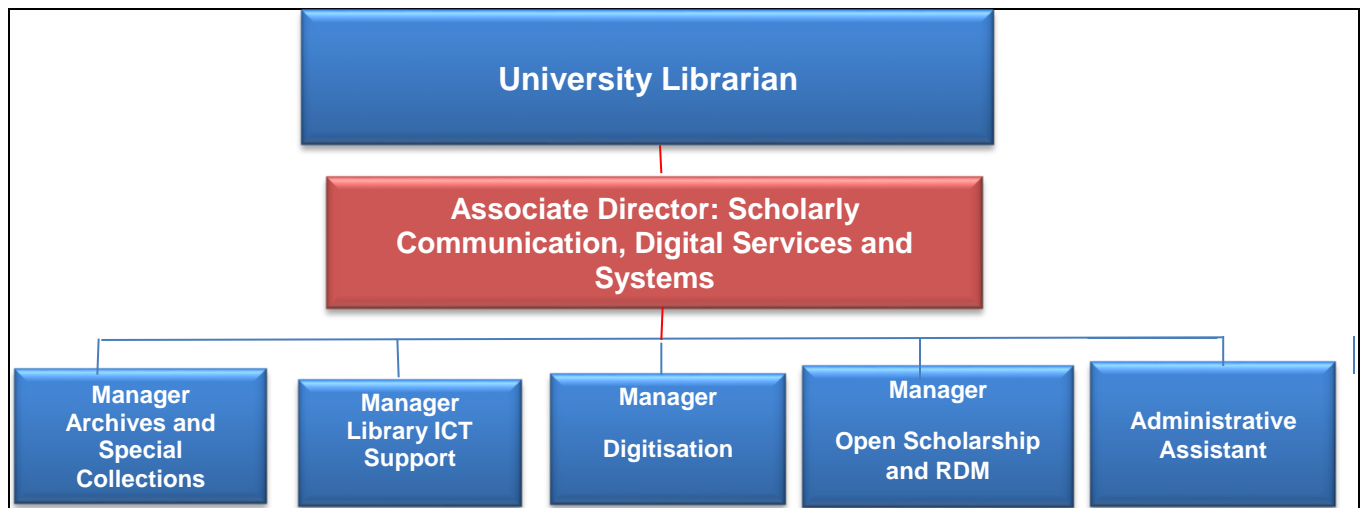 University Librarian
Associate Director: Scholarly
Communication, Digital Services and
Systems
Manager
Archives and
Special
Collections
Manager
Library ICT
Support
Manager
Digitisation
Manager
Open Scholarship
and RDM
Administrative
Assistant